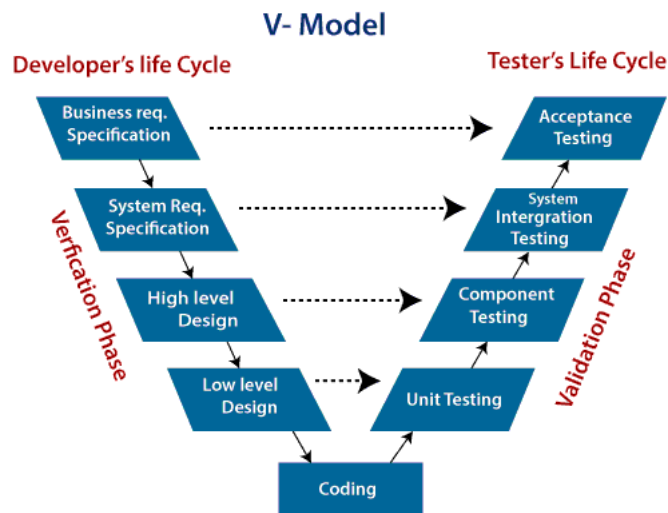 V- Model
Developer's life Cycle
Tester's Life Cycle
Business req.
Specification
Acceptance
Testing
System Req.
Specification
System
Intergration
Testing
Verfication Phase
High level
Design
Component
Testing
Validation Phase
Low level
Design
Unit Testing
Coding